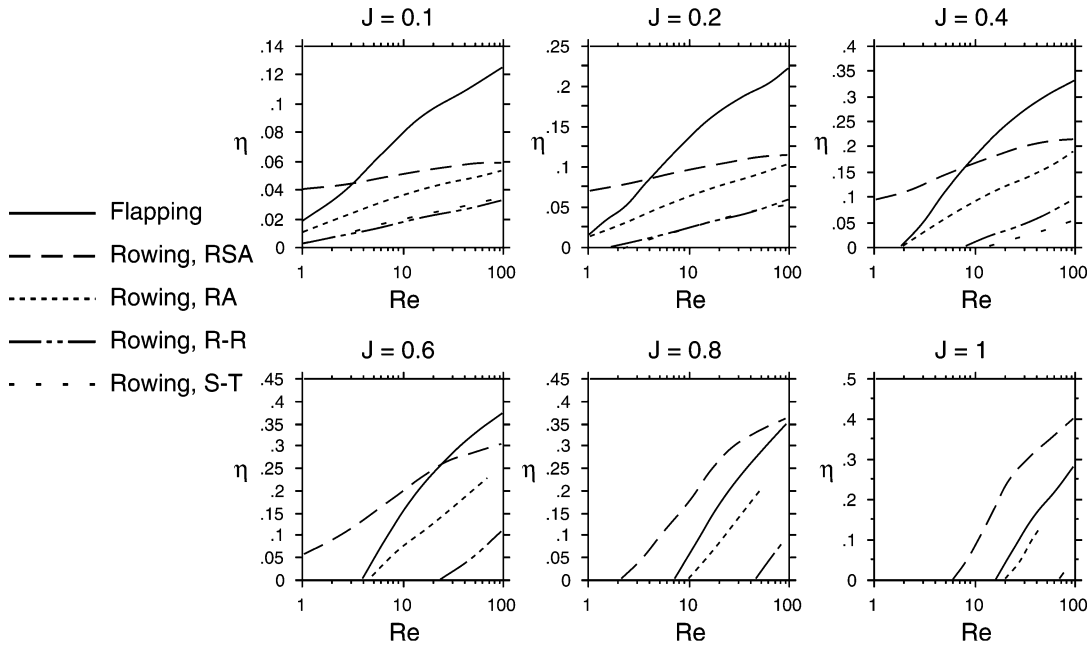 J = 0.1
J = 0.2
J = 0.4
.14
.12
.1
.08
.06
.04
.02
0
η
1
10
100
Re
.25
.2
.15
.1
.05
0
η
1
10
100
Re
.4
.35
.3
.25
.2
.15
.1
.05
0
η
1
10
100
Re
Flapping
Rowing, RSA
Rowing, RA
Rowing, R-R
Rowing, S-T
J = 0.6
J = 0.8
J = 1
.45
.4
.35
.3
.25
.2
.15
.1
.05
0
η
1
10
100
Re
.45
.4
.35
.3
.25
.2
.15
.1
.05
0
η
1
10
100
Re
.5
.4
.3
.2
.1
0
η
1
10
100
Re